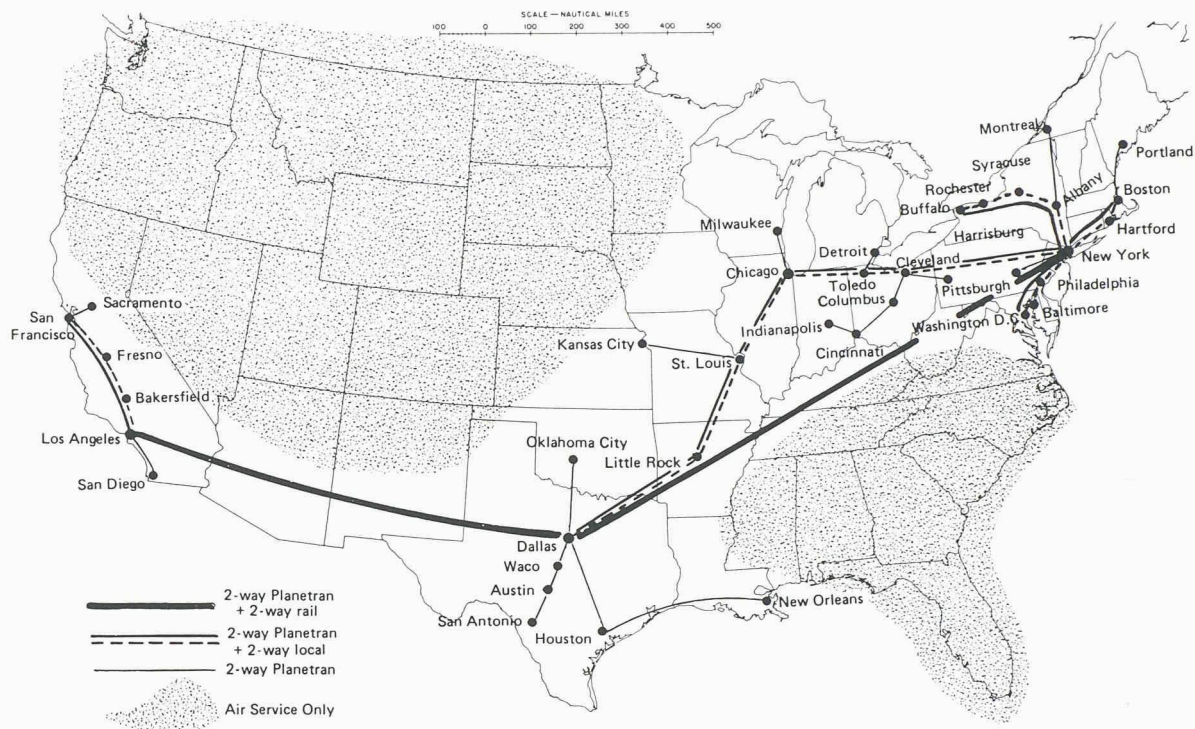 SCALE — NAUTICAL MILES
100 0 100 200 300 400 500
Montreal
Portland
Syracuse
Rochester
Albany
Boston
Buffalo
Milwaukee
Hartford
Detroit
Harrisburg
Chicago
Cleveland
New York
Toledo
Pittsburgh
Philadelphia
Columbus
Sacramento
Baltimore
San
Francisco
Indianapolis
Washington D.C.
Kansas City
Cincinnati
Fresno
St. Louis
Bakersfield
Los Angeles
Oklahoma City
Little Rock
San Diego
Dallas
Waco
Austin
New Orleans
San Antonio
Houston
2-way Planetran
+ 2-way rail
2-way Planetran
+ 2-way local
2-way Planetran
Air Service Only